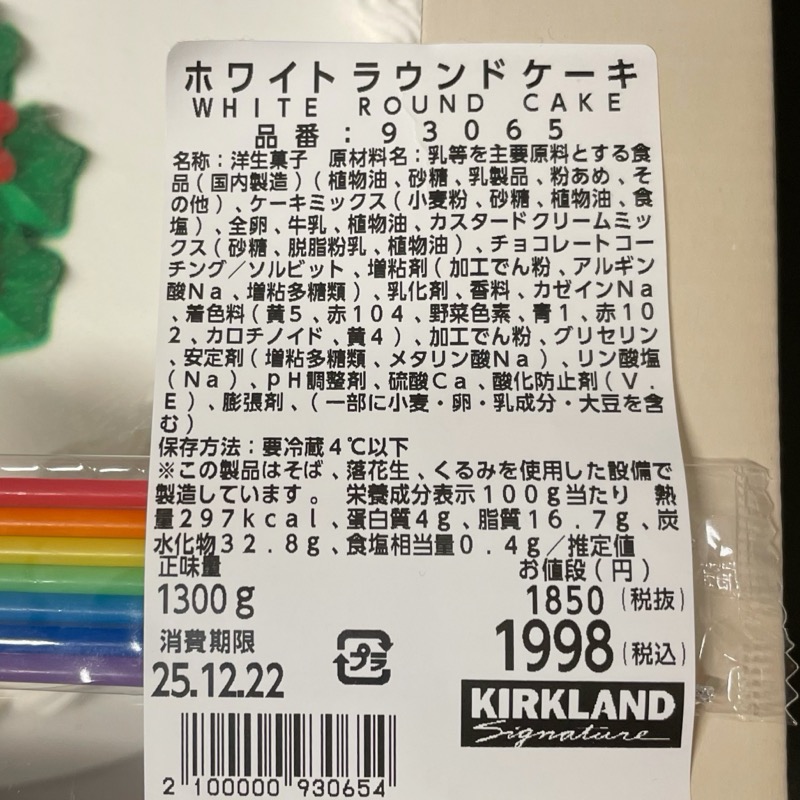 ホワイトラウンドケーキ
WHITE ROUND CAKE
品番:93065
名称:洋生菓子 原材料名:乳等を主要原料とする食
品(国内製造)(植物油、砂糖、乳製品、粉あめ、そ
の他)、ケーキミックス(小麦粉、砂糖、植物油、食
塩)、全卵、牛乳、植物油、カスタードクリームミッ
クス(砂糖、脱脂粉乳、植物油)、チョコレートコー
チング/ソルビット、増粘剤(加工でん粉、アルギン
酸Na、増粘多糖類)、乳化剤、香料、カゼインNa
、着色料(黄5、赤104、野菜色素、青1、赤10
2、カロチノイド、黄4)、加工でん粉、グリセリン
、安定剤(増粘多糖類、メタリン酸Na)、リン酸塩
(Na)、pH調整剤、硫酸Ca、酸化防止剤(V.
E)、膨張剤、(一部に小麦・卵・乳成分・大豆を含
む)
保存方法:要冷蔵4℃以下
※この製品はそば、落花生、くるみを使用した設備で
製造しています。 栄養成分表示100g当たり 熱
量297kcal、蛋白質4g、脂質16.7g、炭
水化物32.8g、食塩相当量0.4g/推定値
正味量 お値段(円)
1300g 1850(税抜)
消費期限 1998(税込)
プラ
25.12.22
KIRKLAND
Signature
2 100000 930654